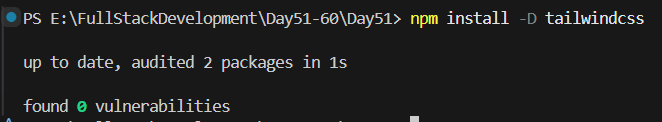 PS E:\FullStackDevelopment\Day51-60\Day51> npm install -D tailwindcss
up to date, audited 2 packages in 1s
found 0 vulnerabilities